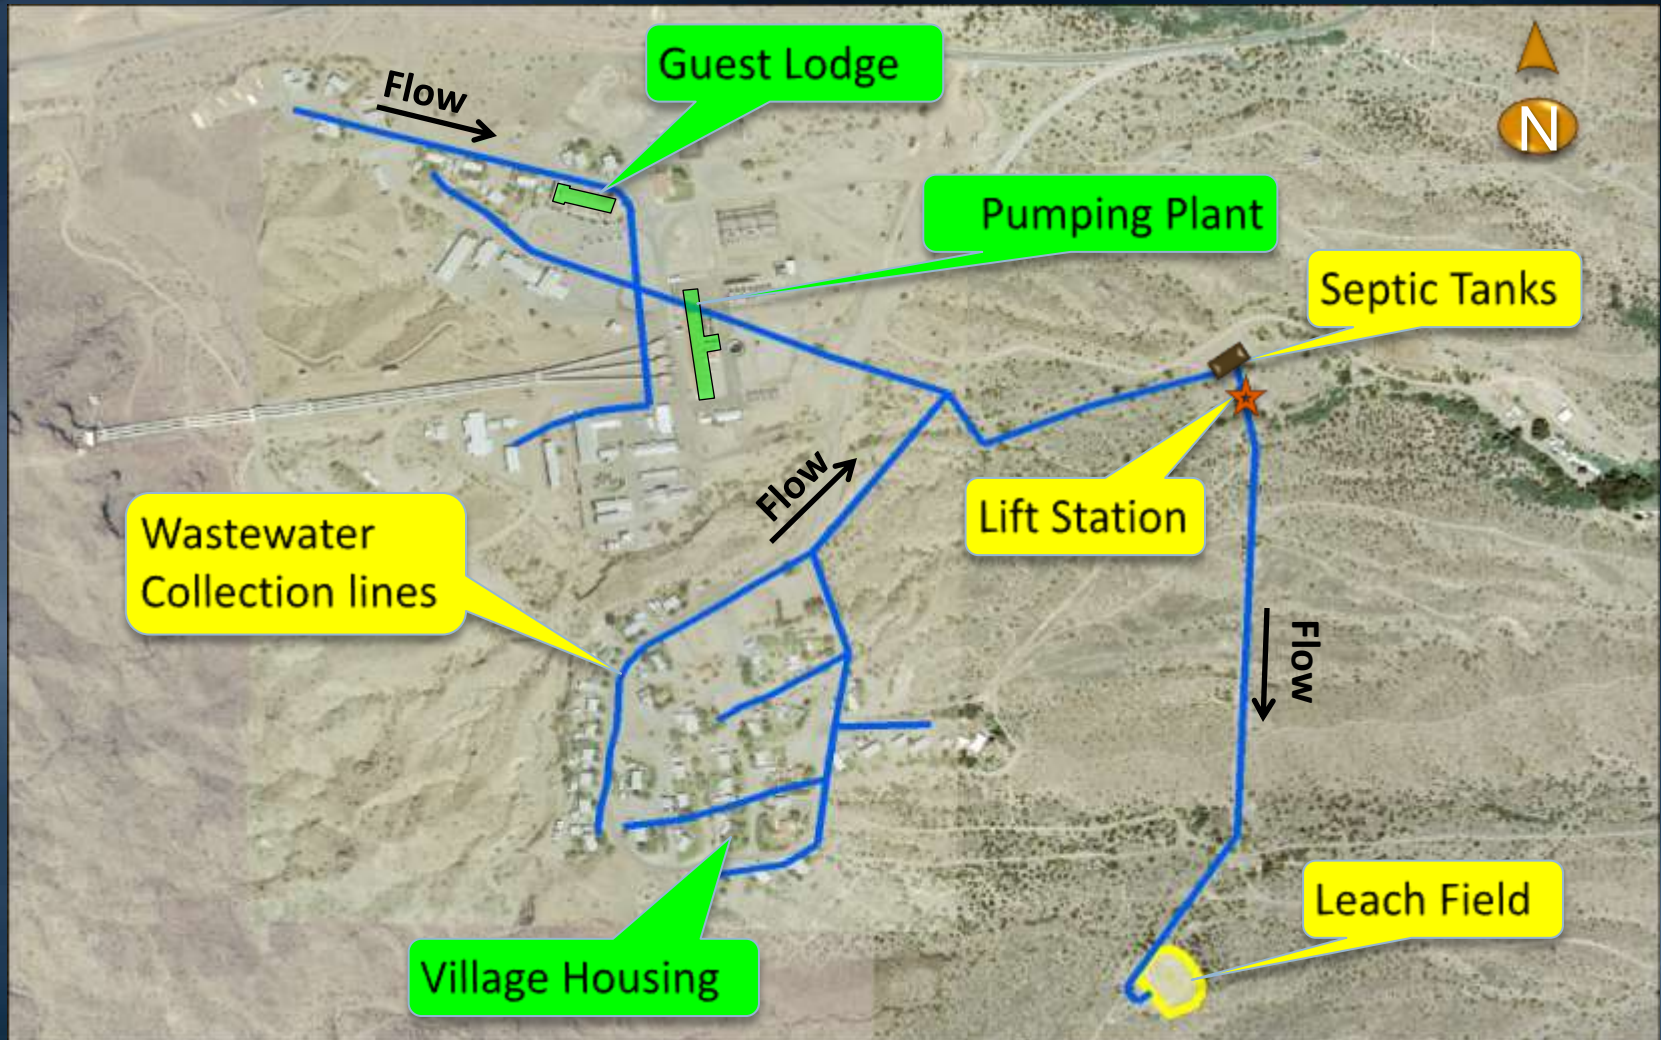 Guest Lodge
Flow
N
Pumping Plant
Septic Tanks
Flow
Lift Station
Wastewater
Collection lines
Flow
Leach Field
Village Housing